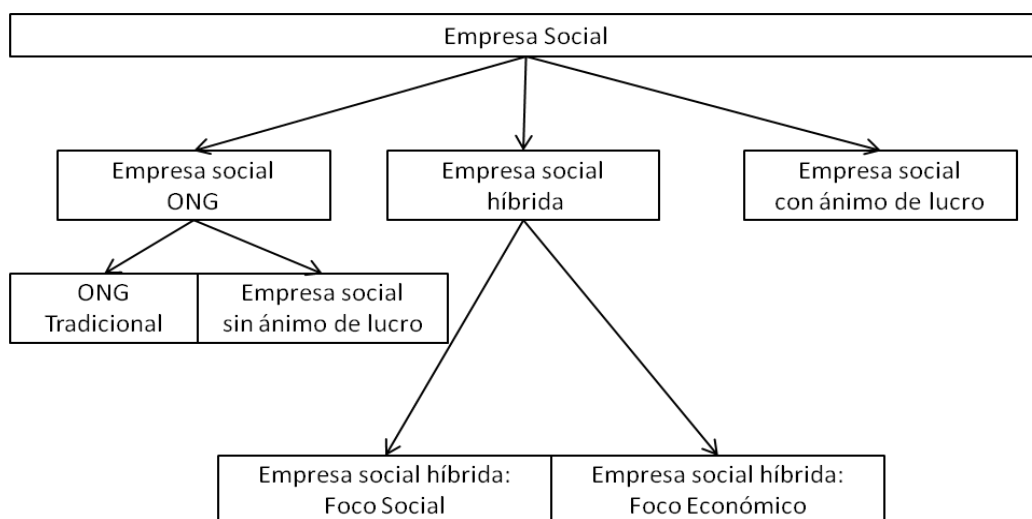 Empresa Social
Empresa social
ONG
Empresa social
híbrida
Empresa social
con ánimo de lucro
ONG
Tradicional
Empresa social
sin ánimo de lucro
Empresa social híbrida:
Foco Social
Empresa social híbrida:
Foco Económico